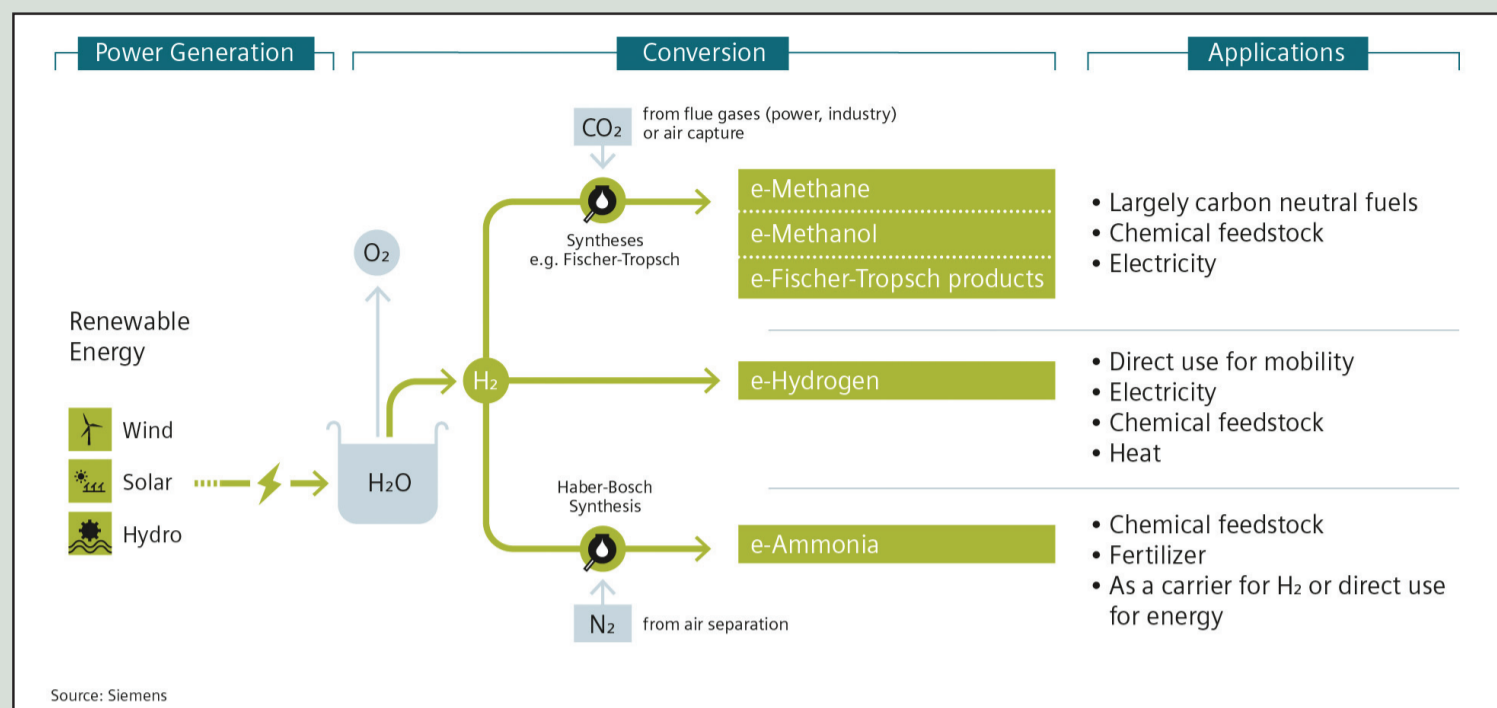 Power Generation
Conversion
Applications
CO₂
from flue gases (power, industry)
or air capture
Syntheses
e.g. Fischer-Tropsch
e-Methane
e-Methanol
e-Fischer-Tropsch products
• Largely carbon neutral fuels
• Chemical feedstock
• Electricity
O₂
Renewable
Energy
Wind
Solar
Hydro
H₂O
H₂
e-Hydrogen
• Direct use for mobility
• Electricity
• Chemical feedstock
• Heat
Haber-Bosch
Synthesis
e-Ammonia
N₂
from air separation
• Chemical feedstock
• Fertilizer
• As a carrier for H₂ or direct use
for energy
Source: Siemens